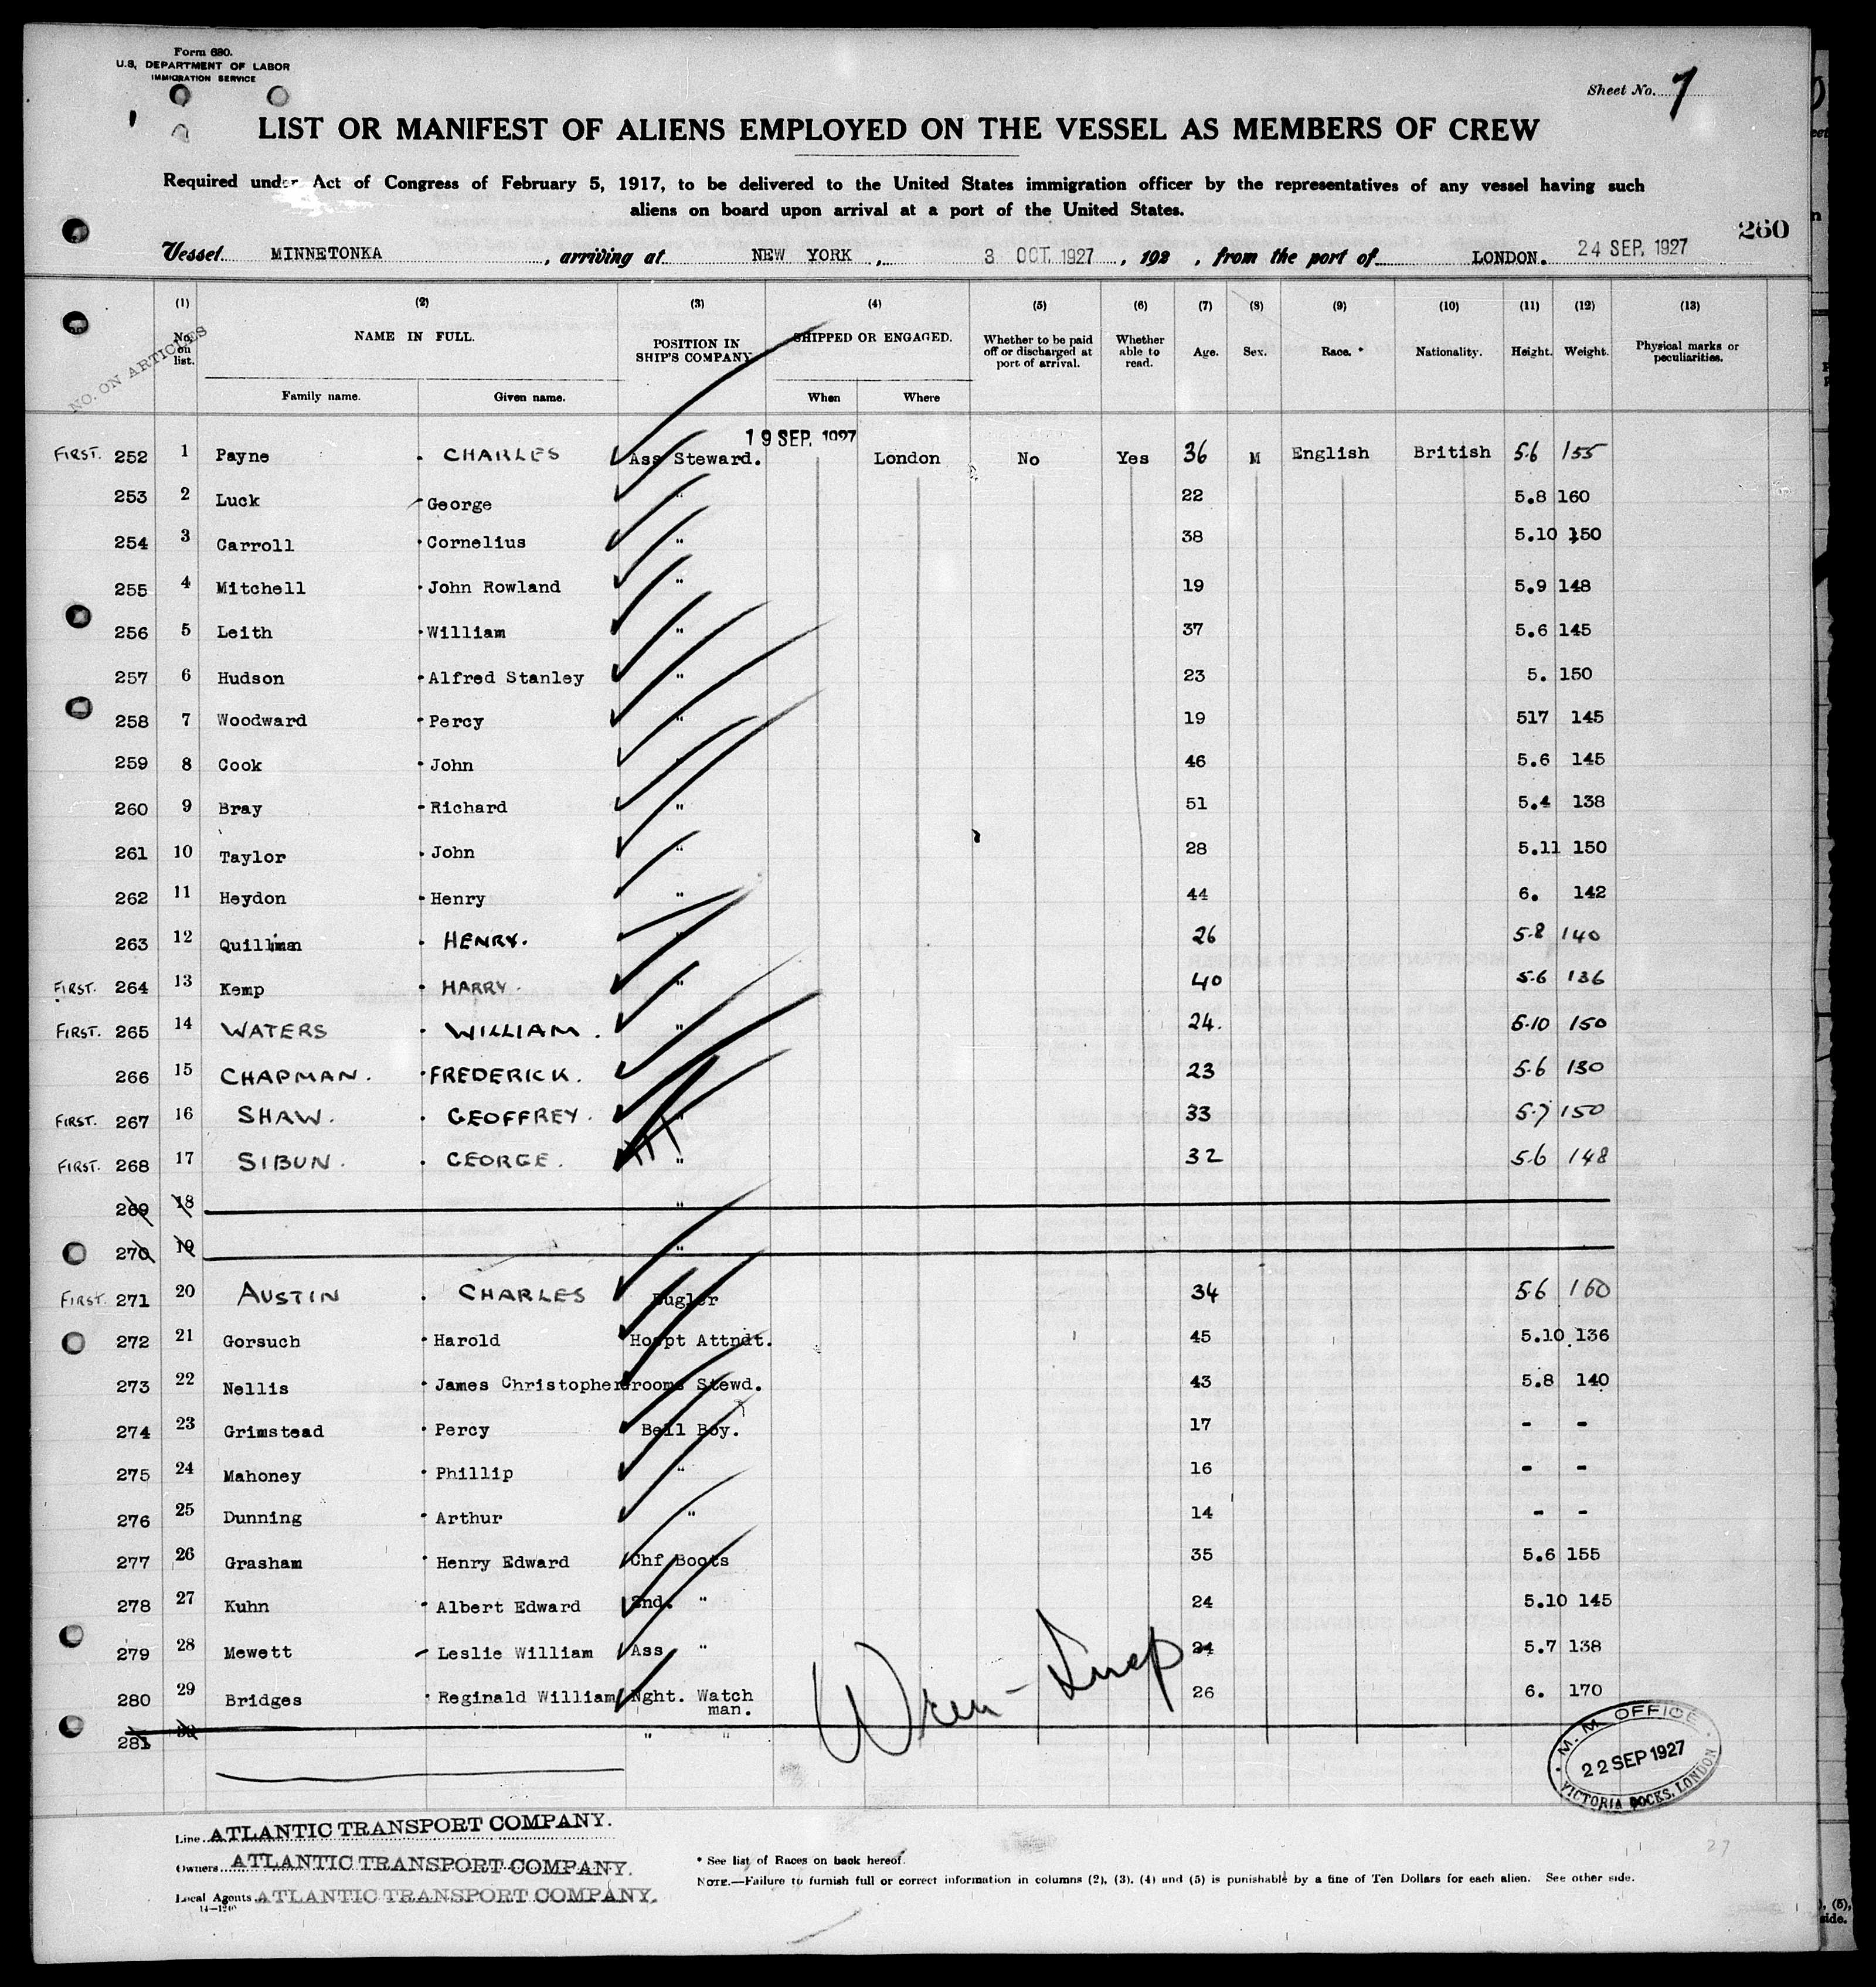 Form 680.
U.S. DEPARTMENT OF LABOR
IMMIGRATION SERVICE
Sheet No. 7
LIST OR MANIFEST OF ALIENS EMPLOYED ON THE VESSEL AS MEMBERS OF CREW
Required under Act of Congress of February 5, 1917, to be delivered to the United States immigration officer by the representatives of any vessel having such
aliens on board upon arrival at a port of the United States.
260
Vessel MINNETONKA, arriving at NEW YORK, 3 OCT. 1927, 192 , from the port of LONDON. 24 SEP. 1927
NO. ON ARTICLES
(1) (2) (3) (4) (5) (6) (7) (8) (9) (10) (11) (12) (13)
No. on list. NAME IN FULL. POSITION IN SHIP'S COMPANY SHIPPED OR ENGAGED. Whether to be paid off or discharged at port of arrival. Whether able to read. Age. Sex. Race.* Nationality. Height. Weight. Physical marks or peculiarities.
Family name. Given name. When Where
19 SEP. 1927
FIRST. 252 1 Payne CHARLES Ass Steward. London No Yes 36 M English British 5.6 155
253 2 Luck George " 22 5.8 160
254 3 Carroll Cornelius " 38 5.10 150
255 4 Mitchell John Rowland " 19 5.9 148
256 5 Leith William " 37 5.6 145
257 6 Hudson Alfred Stanley " 23 5. 150
258 7 Woodward Percy " 19 517 145
259 8 Cook John " 46 5.6 145
260 9 Bray Richard " 51 5.4 138
261 10 Taylor John " 28 5.11 150
262 11 Heydon Henry " 44 6. 142
263 12 Quillman HENRY. " 26 5.8 140
FIRST. 264 13 Kemp HARRY. " 40 5.6 136
FIRST. 265 14 WATERS WILLIAM. " 24. 5.10 150
266 15 CHAPMAN. FREDERICK. 23 5.6 130
FIRST. 267 16 SHAW. GEOFFREY. " 33 5.7 150
FIRST. 268 17 SIBUN. GEORGE. " 32 5.6 148
269 18 "
270 19 "
FIRST. 271 20 AUSTIN CHARLES Bugler 34 5.6 160
272 21 Gorsuch Harold Hospt Attndt. 45 5.10 136
273 22 Nellis James Christopher rooms Stewd. 43 5.8 140
274 23 Grimstead Percy Bell Boy. 17 - -
275 24 Mahoney Phillip " 16 - -
276 25 Dunning Arthur " 14 - -
277 26 Grasham Henry Edward Chf Boots 35 5.6 155
278 27 Kuhn Albert Edward 2nd. " 24 5.10 145
279 28 Mewett Leslie William Ass " 24 5.7 138
280 29 Bridges Reginald William Nght. Watch man. 26 6. 170
281 30 " "
M. M. OFFICE
22 SEP 1927
VICTORIA DOCKS, LONDON
Line ATLANTIC TRANSPORT COMPANY.
Owners ATLANTIC TRANSPORT COMPANY.
Local Agents ATLANTIC TRANSPORT COMPANY.
14—1240
* See list of Races on back hereof.
NOTE.—Failure to furnish full or correct information in columns (2), (3), (4) and (5) is punishable by a fine of Ten Dollars for each alien. See other side.
27
), (5),
side.